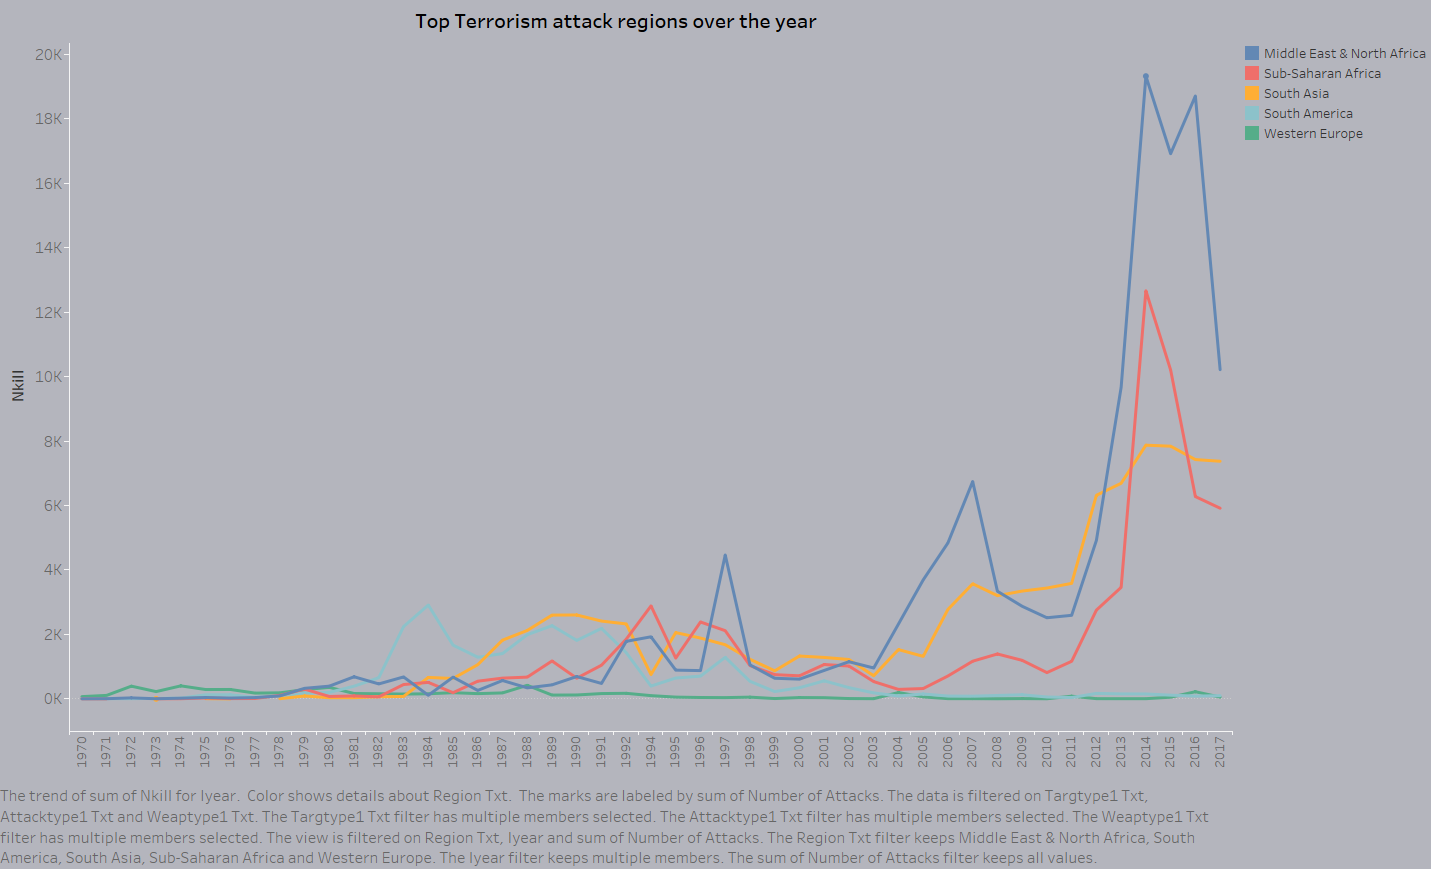 Top Terrorism attack regions over the year
Middle East & North Africa
Sub-Saharan Africa
South Asia
South America
Western Europe
20K
18K
16K
14K
12K
10K
8K
6K
4K
2K
0K
Nkill
1970
1971
1972
1973
1974
1975
1976
1977
1978
1979
1980
1981
1982
1983
1984
1985
1986
1987
1988
1989
1990
1991
1992
1994
1995
1996
1997
1998
1999
2000
2001
2002
2003
2004
2005
2006
2007
2008
2009
2010
2011
2012
2013
2014
2015
2016
2017
The trend of sum of Nkill for Iyear.  Color shows details about Region Txt.  The marks are labeled by sum of Number of Attacks. The data is filtered on Targtype1 Txt,
Attacktype1 Txt and Weaptype1 Txt. The Targtype1 Txt filter has multiple members selected. The Attacktype1 Txt filter has multiple members selected. The Weaptype1 Txt
filter has multiple members selected. The view is filtered on Region Txt, Iyear and sum of Number of Attacks. The Region Txt filter keeps Middle East & North Africa, South
America, South Asia, Sub-Saharan Africa and Western Europe. The Iyear filter keeps multiple members. The sum of Number of Attacks filter keeps all values.